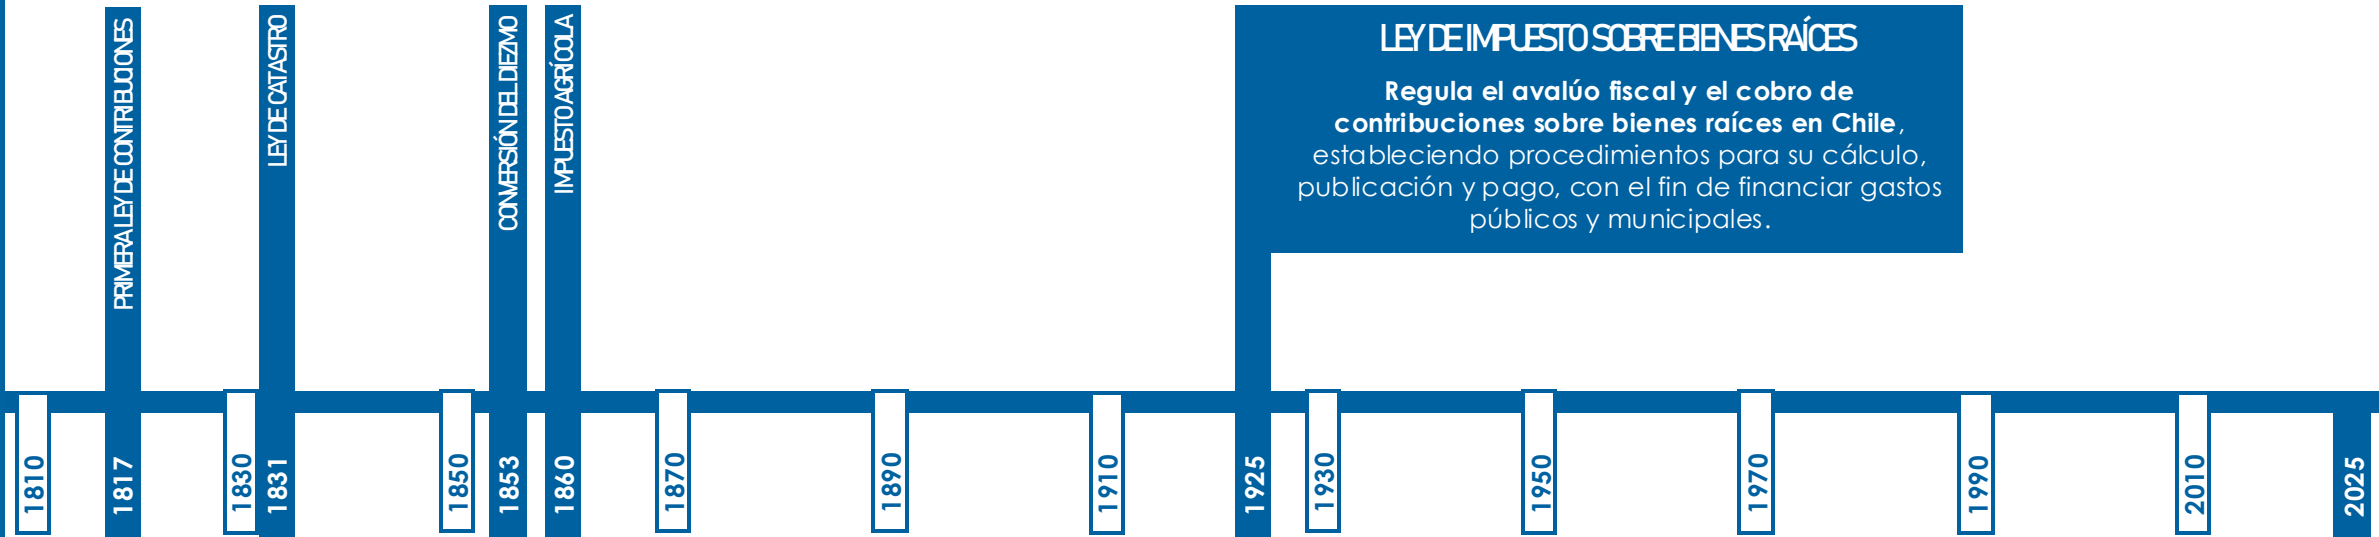 PRIMERA LEY DE CONTRIBUCIONES
LEY DE CATASTRO
CONVERSIÓN DEL DIEZMO
IMPUESTO AGRÍCOLA
LEY DE IMPUESTO SOBRE BIENES RAÍCES
Regula el avalúo fiscal y el cobro de
contribuciones sobre bienes raíces en Chile,
estableciendo procedimientos para su cálculo,
publicación y pago, con el fin de financiar gastos
públicos y municipales.
1810
1817
1830
1831
1850
1853
1860
1870
1890
1910
1925
1930
1950
1970
1990
2010
2025